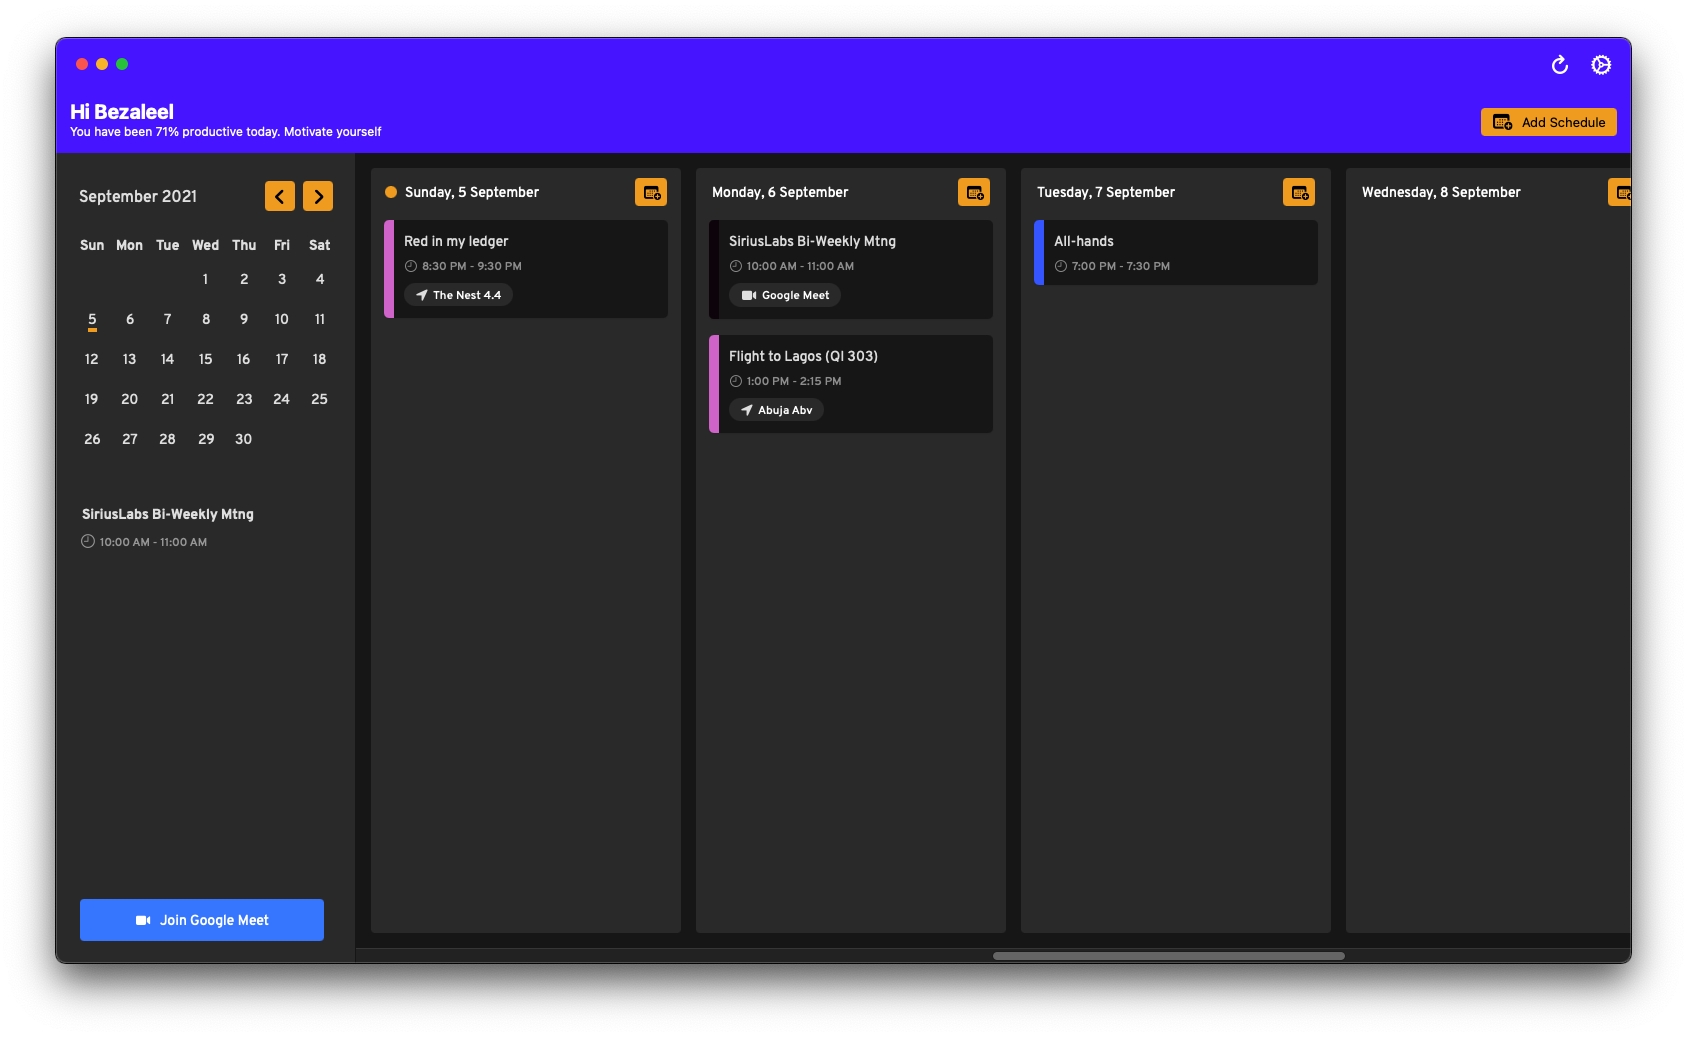 Hi Bezaleel
You have been 71% productive today. Motivate yourself
Add Schedule
September 2021
Sun Mon Tue Wed Thu Fri Sat
1 2 3 4
5 6 7 8 9 10 11
12 13 14 15 16 17 18
19 20 21 22 23 24 25
26 27 28 29 30
SiriusLabs Bi-Weekly Mtng
10:00 AM - 11:00 AM
Join Google Meet
Sunday, 5 September
Red in my ledger
8:30 PM - 9:30 PM
The Nest 4.4
Monday, 6 September
SiriusLabs Bi-Weekly Mtng
10:00 AM - 11:00 AM
Google Meet
Flight to Lagos (QI 303)
1:00 PM - 2:15 PM
Abuja Abv
Tuesday, 7 September
All-hands
7:00 PM - 7:30 PM
Wednesday, 8 September